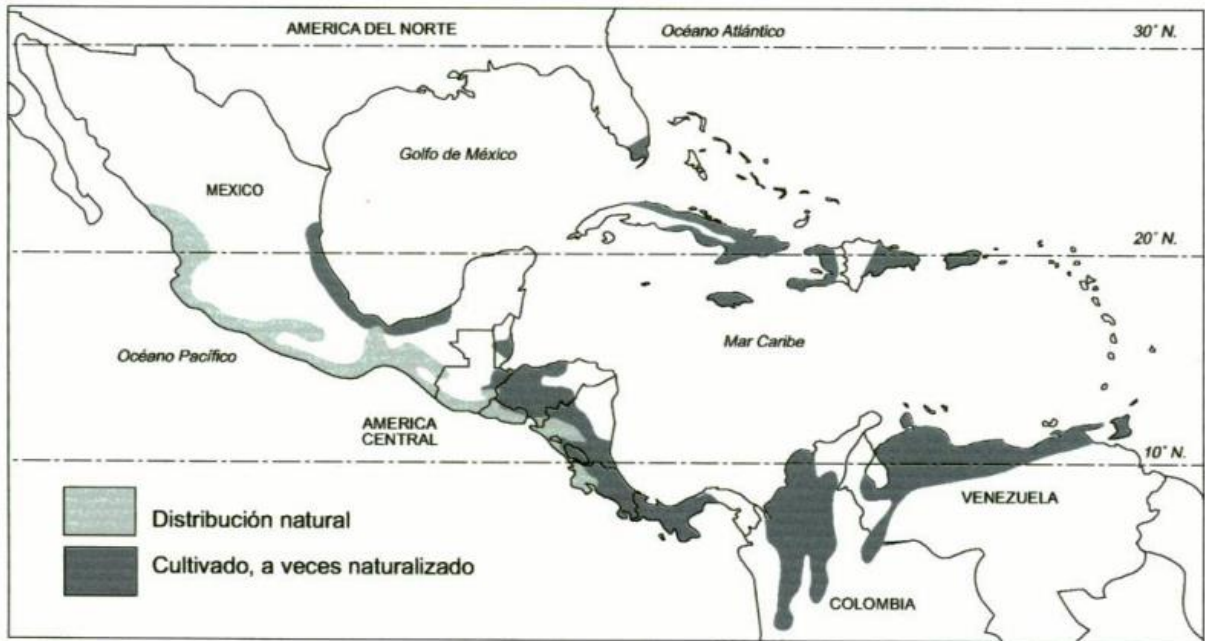 AMERICA DEL NORTE
Océano Atlántico
30° N.
Golfo de México
MEXICO
20° N.
Mar Caribe
Océano Pacífico
AMERICA
CENTRAL
10° N.
VENEZUELA
Distribución natural
Cultivado, a veces naturalizado
COLOMBIA